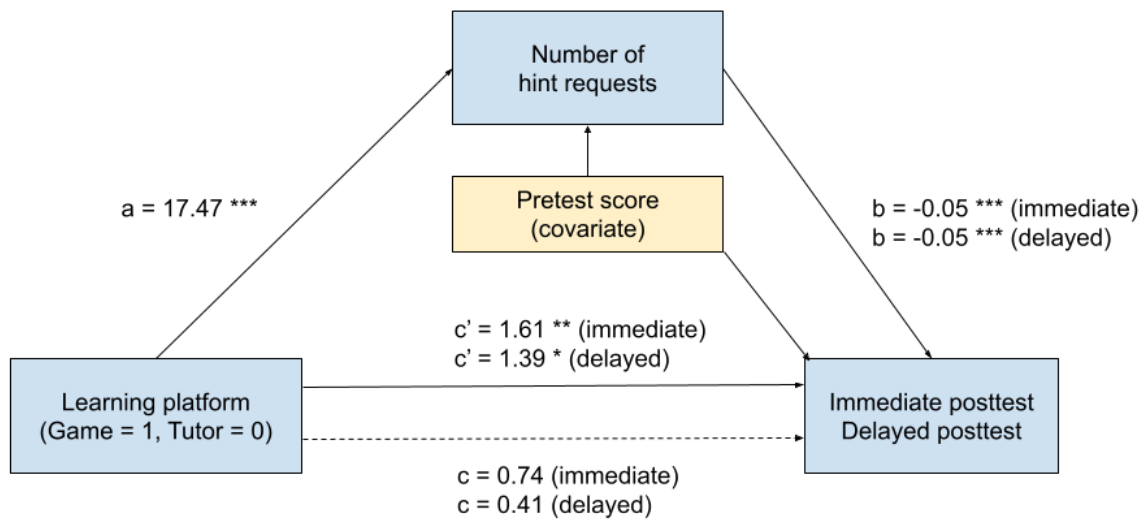 Number of
hint requests
a = 17.47 ***
Pretest score
(covariate)
b = -0.05 *** (immediate)
b = -0.05 *** (delayed)
c’ = 1.61 ** (immediate)
c’ = 1.39 * (delayed)
Learning platform
(Game = 1, Tutor = 0)
Immediate posttest
Delayed posttest
c = 0.74 (immediate)
c = 0.41 (delayed)